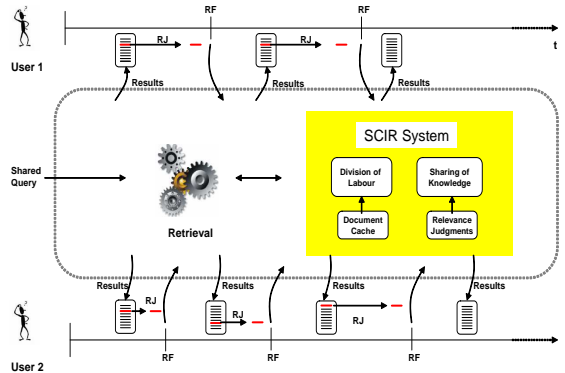 RF
RF
RJ
RJ
t
User 1
Results
Results
Results
SCIR System
Shared
Query
Division of
Labour
Sharing of
Knowledge
Document
Cache
Relevance
Judgments
Retrieval
Results
Results
Results
Results
RJ
RJ
RJ
RF
RF
RF
User 2